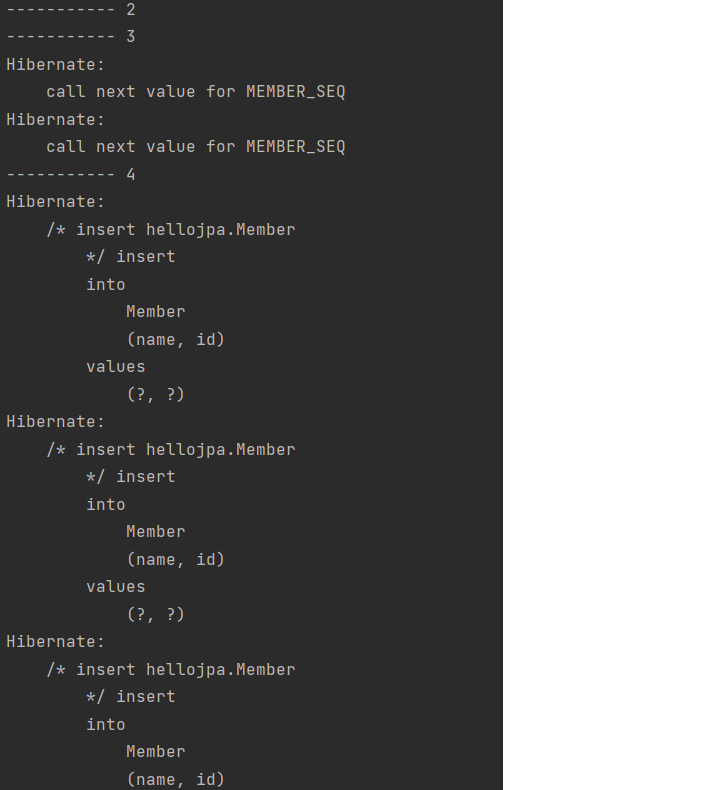 ----------- 2
----------- 3
Hibernate:
    call next value for MEMBER_SEQ
Hibernate:
    call next value for MEMBER_SEQ
----------- 4
Hibernate:
    /* insert hellojpa.Member
        */ insert
        into
            Member
            (name, id)
        values
            (?, ?)
Hibernate:
    /* insert hellojpa.Member
        */ insert
        into
            Member
            (name, id)
        values
            (?, ?)
Hibernate:
    /* insert hellojpa.Member
        */ insert
        into
            Member
            (name, id)